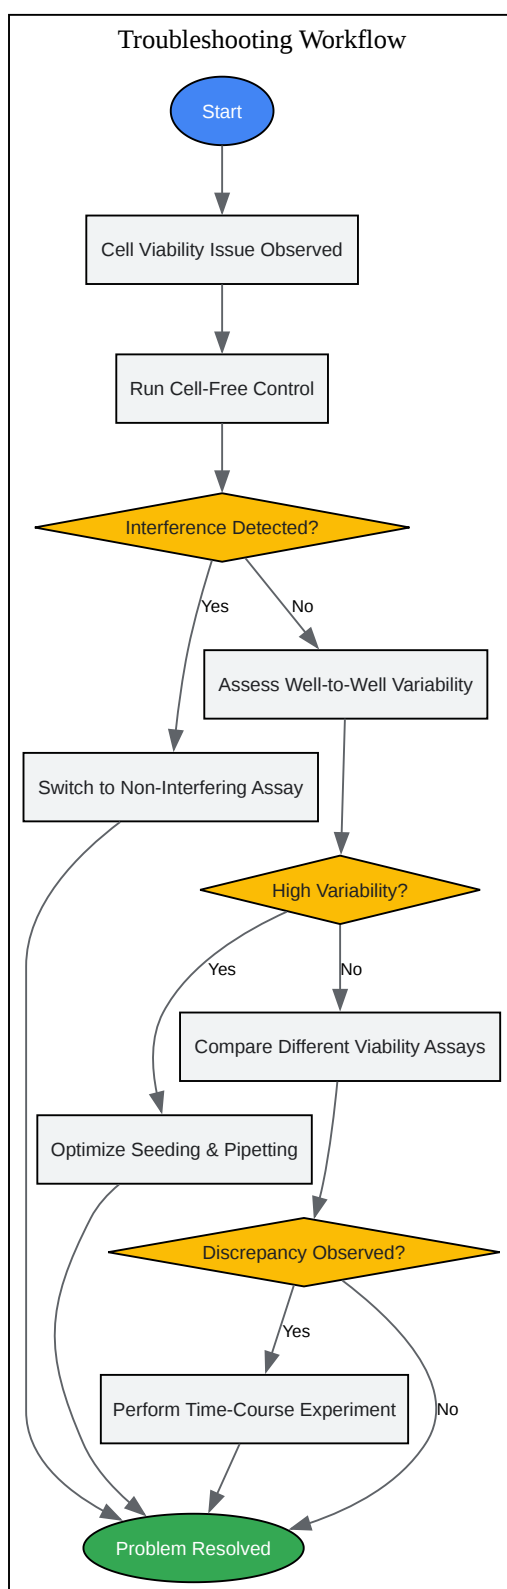 Troubleshooting Workflow
Start
Cell Viability Issue Observed
Run Cell-Free Control
Interference Detected?
Yes
No
Assess Well-to-Well Variability
Switch to Non-Interfering Assay
High Variability?
Yes
No
Compare Different Viability Assays
Optimize Seeding & Pipetting
Discrepancy Observed?
Yes
Perform Time-Course Experiment
No
Problem Resolved